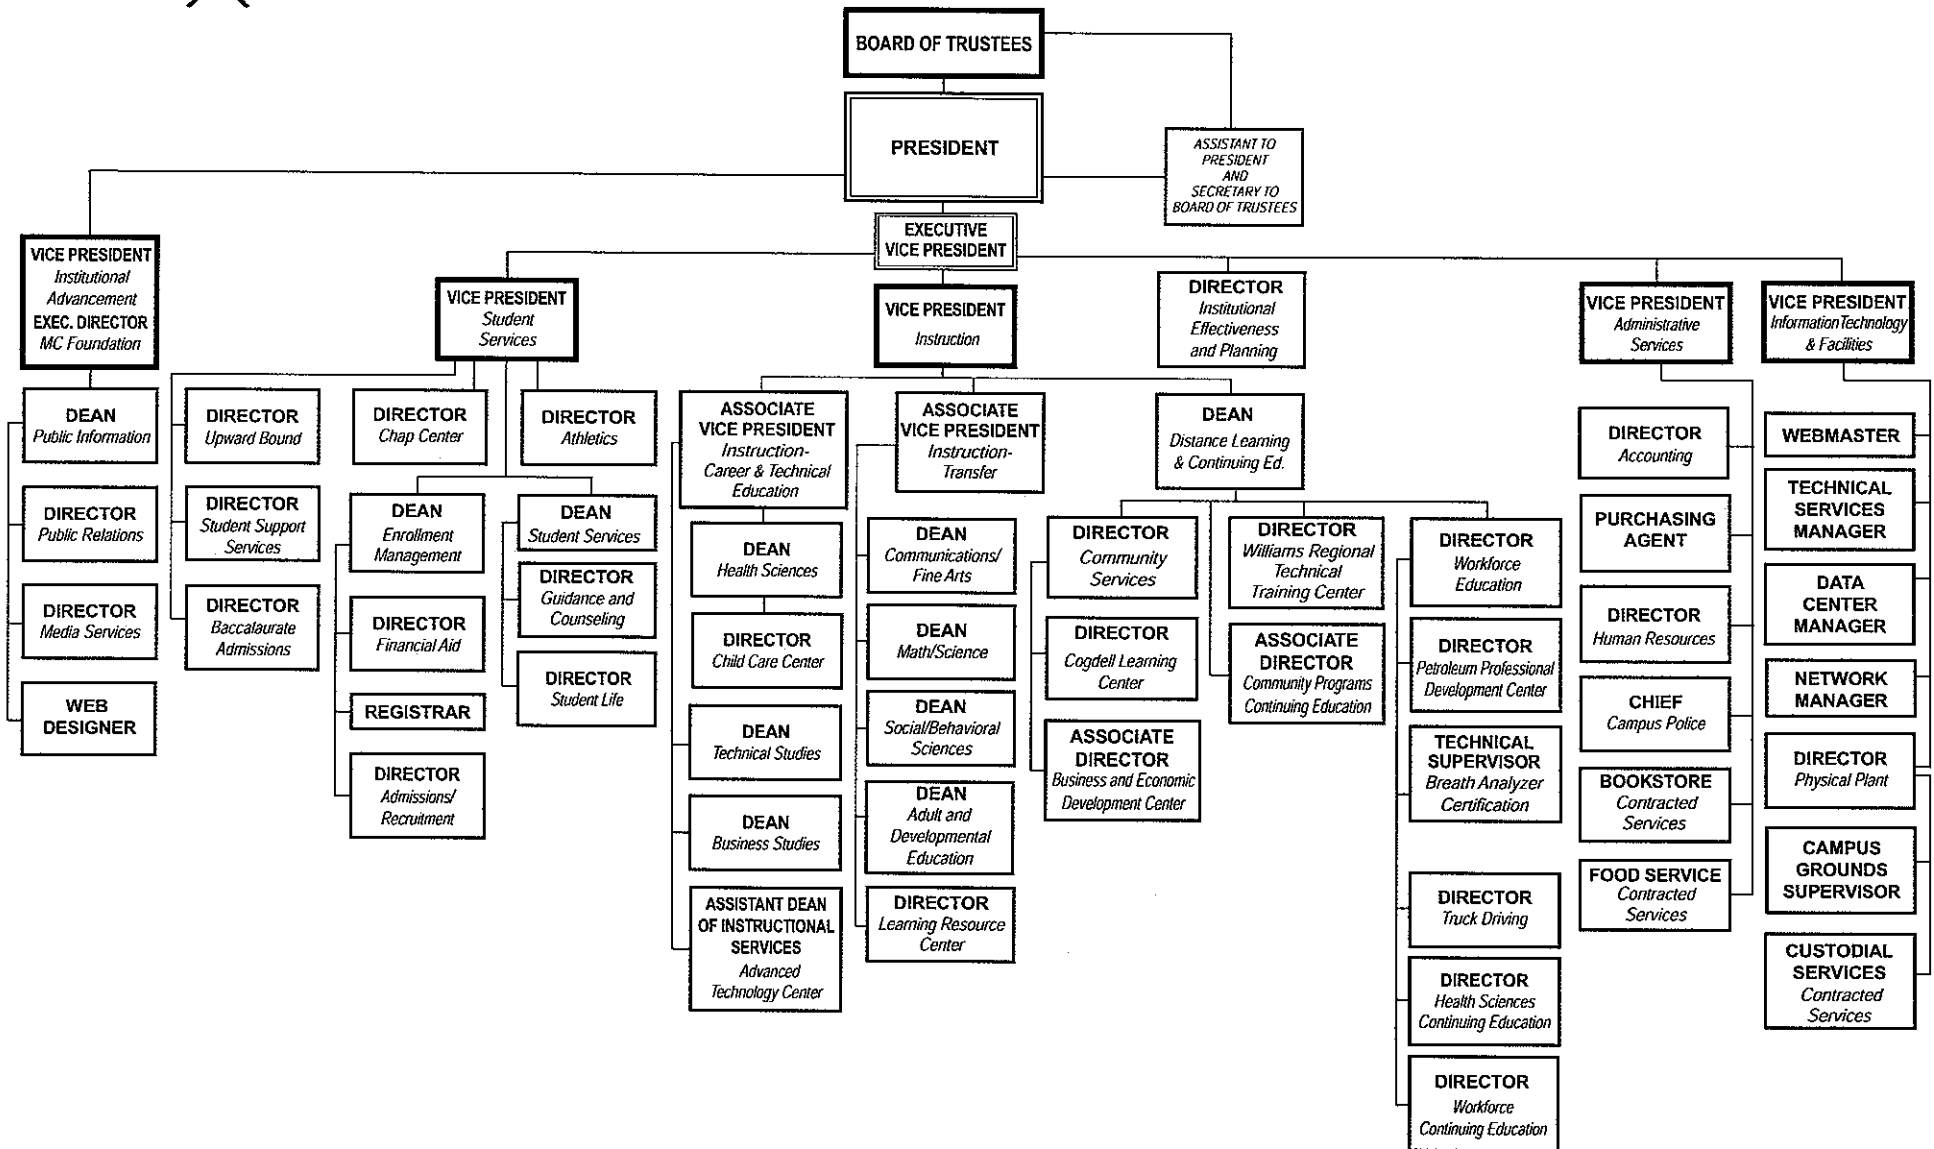 BOARD OF TRUSTEES
PRESIDENT
ASSISTANT TO
PRESIDENT
AND
SECRETARY TO
BOARD OF TRUSTEES
EXECUTIVE
VICE PRESIDENT
VICE PRESIDENT
Institutional
Advancement
EXEC. DIRECTOR
MC Foundation
VICE PRESIDENT
Student
Services
VICE PRESIDENT
Instruction
DIRECTOR
Institutional
Effectiveness
and Planning
VICE PRESIDENT
Administrative
Services
VICE PRESIDENT
Information Technology
& Facilities
DEAN
Public Information
DIRECTOR
Public Relations
DIRECTOR
Media Services
WEB
DESIGNER
DIRECTOR
Upward Bound
DIRECTOR
Student Support
Services
DIRECTOR
Baccalaurate
Admissions
DIRECTOR
Chap Center
DIRECTOR
Athletics
DEAN
Enrollment
Management
DIRECTOR
Financial Aid
REGISTRAR
DIRECTOR
Admissions/
Recruitment
DEAN
Student Services
DIRECTOR
Guidance and
Counseling
DIRECTOR
Student Life
ASSOCIATE
VICE PRESIDENT
Instruction-
Career & Technical
Education
DEAN
Health Sciences
DIRECTOR
Child Care Center
DEAN
Technical Studies
DEAN
Business Studies
ASSISTANT DEAN
OF INSTRUCTIONAL
SERVICES
Advanced
Technology Center
ASSOCIATE
VICE PRESIDENT
Instruction-
Transfer
DEAN
Communications/
Fine Arts
DEAN
Math/Science
DEAN
Social/Behavioral
Sciences
DEAN
Adult and
Developmental
Education
DIRECTOR
Learning Resource
Center
DEAN
Distance Learning
& Continuing Ed.
DIRECTOR
Community
Services
DIRECTOR
Cogdell Learning
Center
ASSOCIATE
DIRECTOR
Business and Economic
Development Center
DIRECTOR
Williams Regional
Technical
Training Center
ASSOCIATE
DIRECTOR
Community Programs
Continuing Education
DIRECTOR
Workforce
Education
DIRECTOR
Petroleum Professional
Development Center
TECHNICAL
SUPERVISOR
Breath Analyzer
Certification
DIRECTOR
Truck Driving
DIRECTOR
Health Sciences
Continuing Education
DIRECTOR
Workforce
Continuing Education
DIRECTOR
Accounting
PURCHASING
AGENT
DIRECTOR
Human Resources
CHIEF
Campus Police
BOOKSTORE
Contracted
Services
FOOD SERVICE
Contracted
Services
WEBMASTER
TECHNICAL
SERVICES
MANAGER
DATA
CENTER
MANAGER
NETWORK
MANAGER
DIRECTOR
Physical Plant
CAMPUS
GROUNDS
SUPERVISOR
CUSTODIAL
SERVICES
Contracted
Services